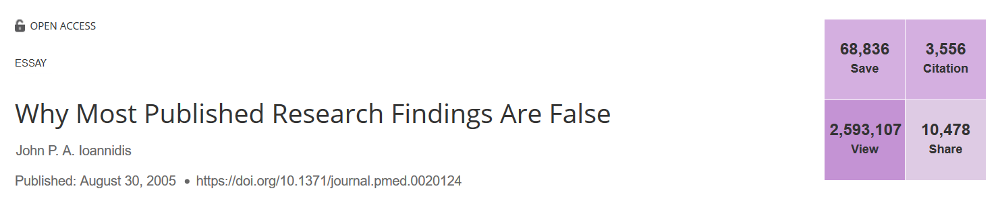 OPEN ACCESS
ESSAY
Why Most Published Research Findings Are False
John P. A. Ioannidis
Published: August 30, 2005 • https://doi.org/10.1371/journal.pmed.0020124
68,836
Save
3,556
Citation
2,593,107
View
10,478
Share